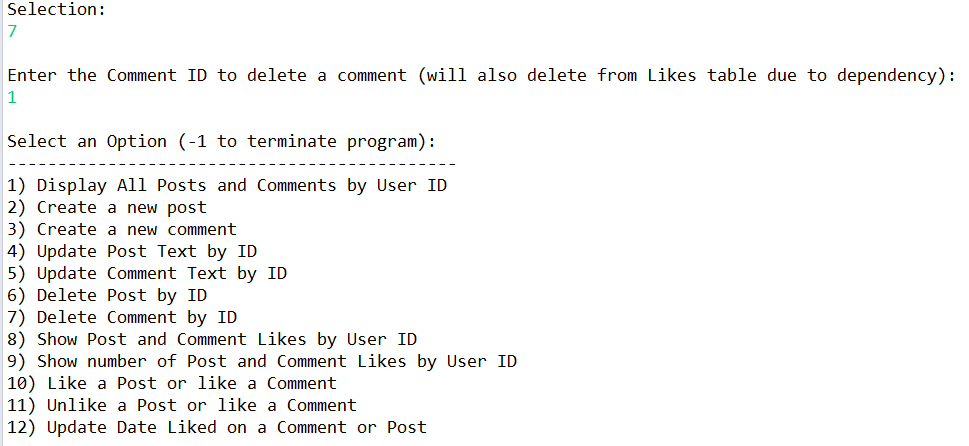 Selection:
7
Enter the Comment ID to delete a comment (will also delete from Likes table due to dependency):
1
Select an Option (-1 to terminate program):
---------------------------------------------
1) Display All Posts and Comments by User ID
2) Create a new post
3) Create a new comment
4) Update Post Text by ID
5) Update Comment Text by ID
6) Delete Post by ID
7) Delete Comment by ID
8) Show Post and Comment Likes by User ID
9) Show number of Post and Comment Likes by User ID
10) Like a Post or like a Comment
11) Unlike a Post or like a Comment
12) Update Date Liked on a Comment or Post